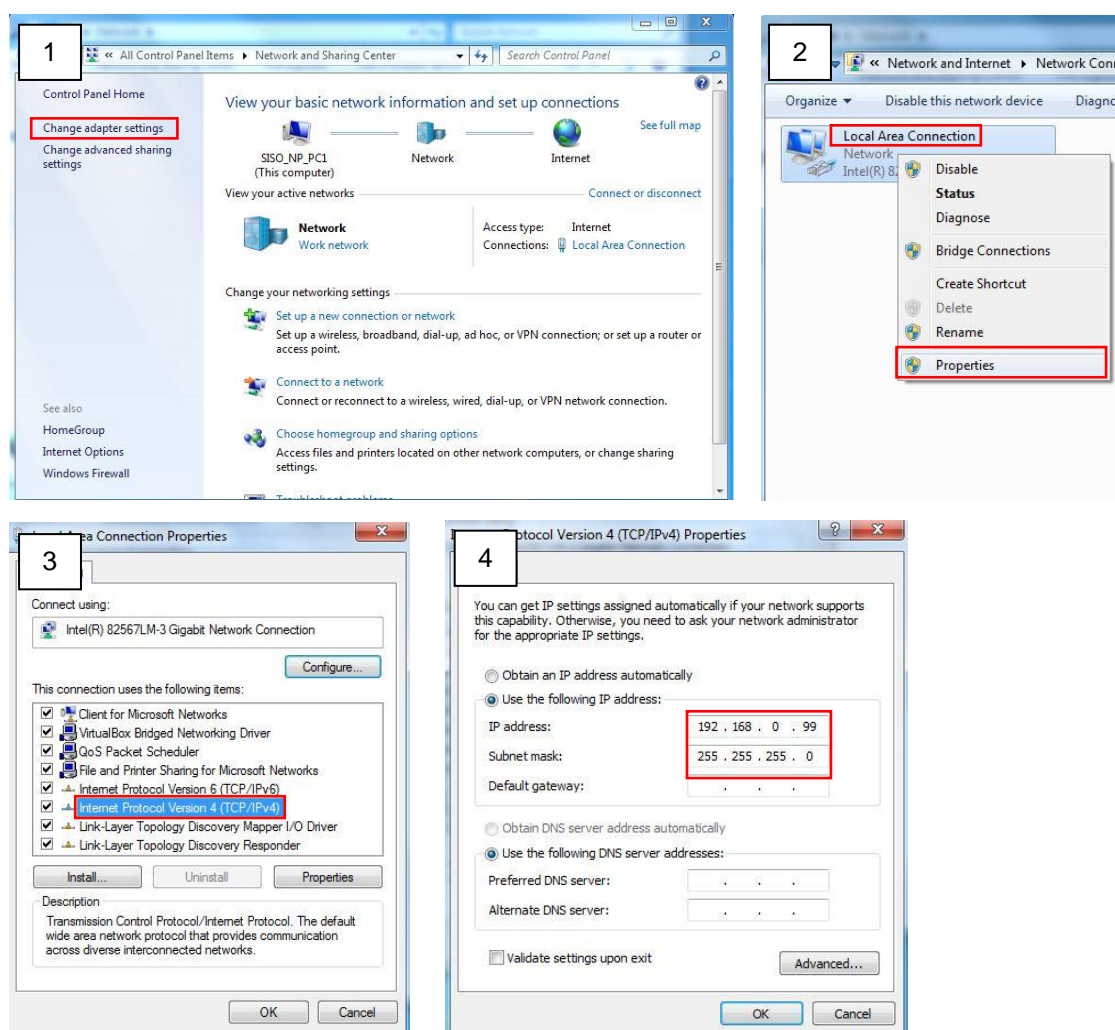 1
« All Control Panel Items ▸ Network and Sharing Center
Search Control Panel
Control Panel Home
Change adapter settings
Change advanced sharing
settings
See also
HomeGroup
Internet Options
Windows Firewall
View your basic network information and set up connections
See full map
SISO_NP_PC1
(This computer)
Network
Internet
View your active networks
Connect or disconnect
Network
Work network
Access type: Internet
Connections: Local Area Connection
Change your networking settings
Set up a new connection or network
Set up a wireless, broadband, dial-up, ad hoc, or VPN connection; or set up a router or
access point.
Connect to a network
Connect or reconnect to a wireless, wired, dial-up, or VPN network connection.
Choose homegroup and sharing options
Access files and printers located on other network computers, or change sharing
settings.
Troubleshoot problems
2
« Network and Internet ▸ Network Conn
Organize Disable this network device Diagno
Local Area Connection
Network
Intel(R) 8
Disable
Status
Diagnose
Bridge Connections
Create Shortcut
Delete
Rename
Properties
3
ea Connection Properties
Connect using:
Intel(R) 82567LM-3 Gigabit Network Connection
Configure...
This connection uses the following items:
Client for Microsoft Networks
VirtualBox Bridged Networking Driver
QoS Packet Scheduler
File and Printer Sharing for Microsoft Networks
Internet Protocol Version 6 (TCP/IPv6)
Internet Protocol Version 4 (TCP/IPv4)
Link-Layer Topology Discovery Mapper I/O Driver
Link-Layer Topology Discovery Responder
Install... Uninstall Properties
Description
Transmission Control Protocol/Internet Protocol. The default
wide area network protocol that provides communication
across diverse interconnected networks.
OK Cancel
4
otocol Version 4 (TCP/IPv4) Properties
You can get IP settings assigned automatically if your network supports
this capability. Otherwise, you need to ask your network administrator
for the appropriate IP settings.
Obtain an IP address automatically
Use the following IP address:
IP address: 192 . 168 . 0 . 99
Subnet mask: 255 . 255 . 255 . 0
Default gateway: . . .
Obtain DNS server address automatically
Use the following DNS server addresses:
Preferred DNS server: . . .
Alternate DNS server: . . .
Validate settings upon exit
Advanced...
OK Cancel